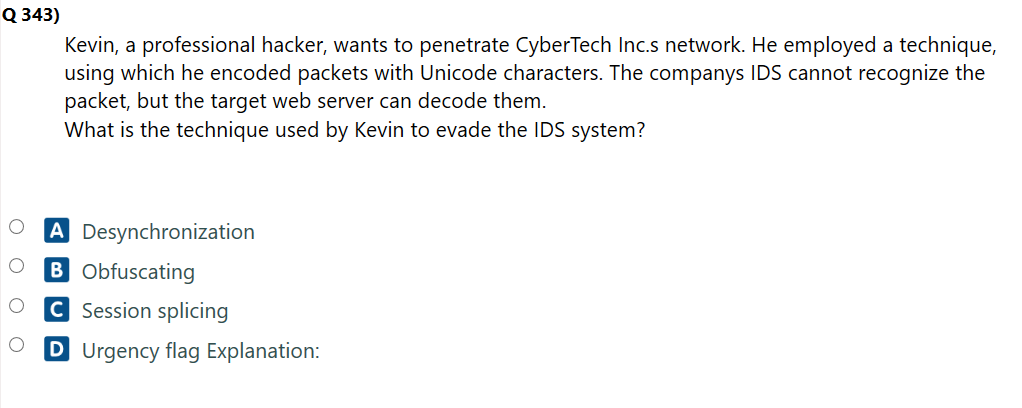 Q 343)
Kevin, a professional hacker, wants to penetrate CyberTech Inc.s network. He employed a technique,
using which he encoded packets with Unicode characters. The companys IDS cannot recognize the
packet, but the target web server can decode them.
What is the technique used by Kevin to evade the IDS system?
A Desynchronization
B Obfuscating
C Session splicing
D Urgency flag Explanation: